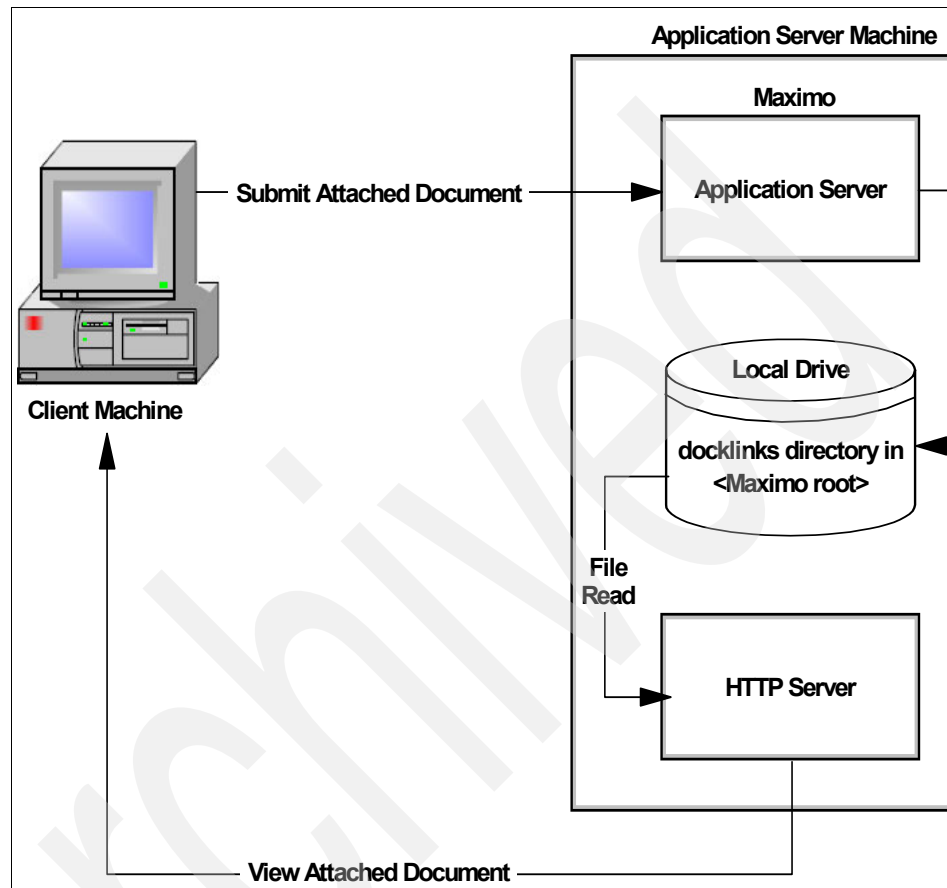 Application Server Machine
Maximo
Submit Attached Document
Application Server
Local Drive
docklinks directory in
<Maximo root>
Client Machine
File
Read
HTTP Server
View Attached Document
rchived